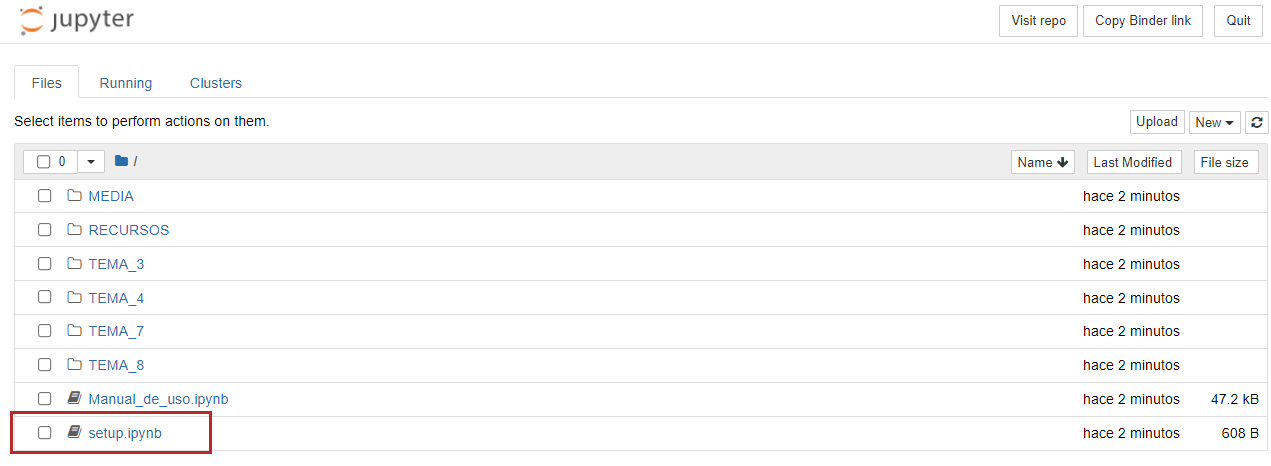 jupyter Visit repo Copy Binder link Quit
Files Running Clusters
Select items to perform actions on them. Upload New
0 / Name Last Modified File size
MEDIA hace 2 minutos
RECURSOS hace 2 minutos
TEMA_3 hace 2 minutos
TEMA_4 hace 2 minutos
TEMA_7 hace 2 minutos
TEMA_8 hace 2 minutos
Manual_de_uso.ipynb hace 2 minutos 47.2 kB
setup.ipynb hace 2 minutos 608 B